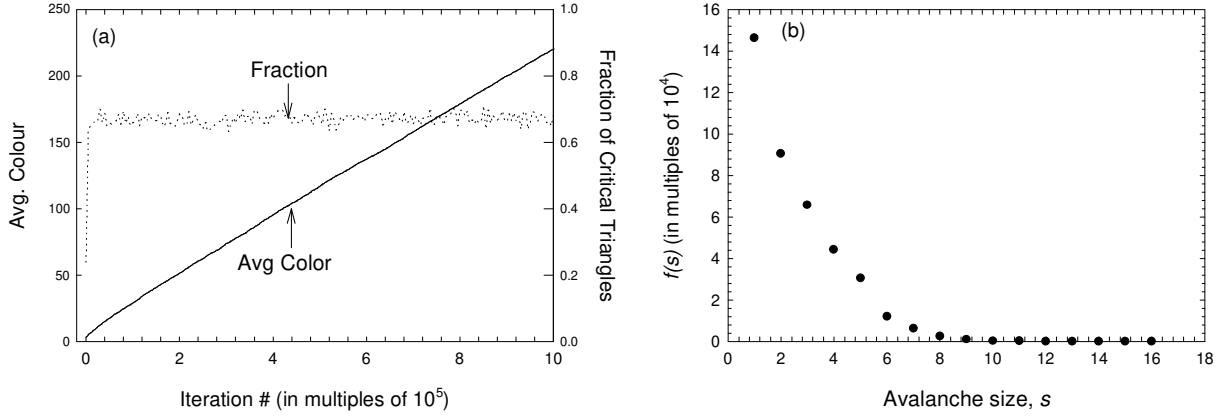 (a)
Fraction
Avg Color
Avg. Colour
250
200
150
100
50
0
0 2 4 6 8 10
Iteration # (in multiples of 10⁵)
1.0
0.8
0.6
0.4
0.2
0.0
Fraction of Critical Triangles
(b)
f(s) (in multiples of 10⁴)
16
14
12
10
8
6
4
2
0
0 2 4 6 8 10 12 14 16 18
Avalanche size, s